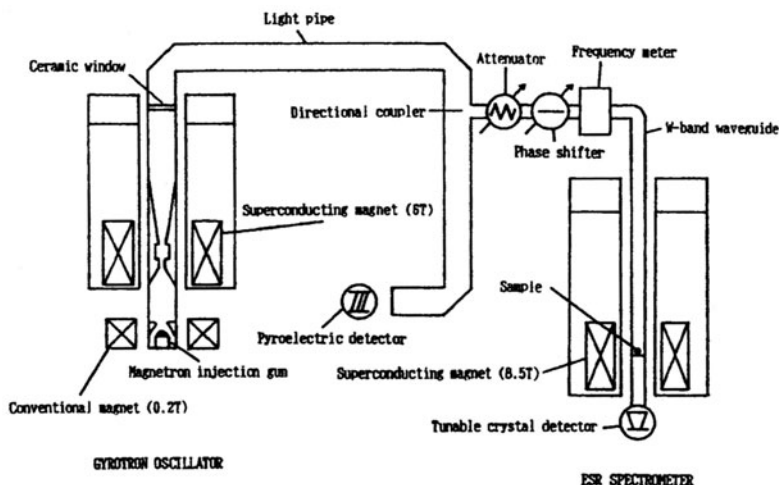 Light pipe
Ceramic window
Attenuator
Frequency meter
Directional coupler
Phase shifter
W-band waveguide
Superconducting magnet (6T)
Sample
Pyroelectric detector
Magnetron injection gun
Superconducting magnet (8.5T)
Conventional magnet (0.2T)
Tunable crystal detector
GYROTRON OSCILLATOR
ESR SPECTROMETER